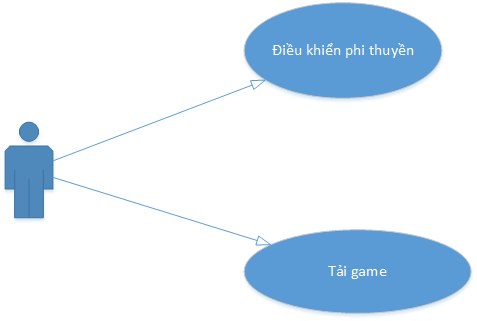 Điều khiển phi thuyền
Tải game